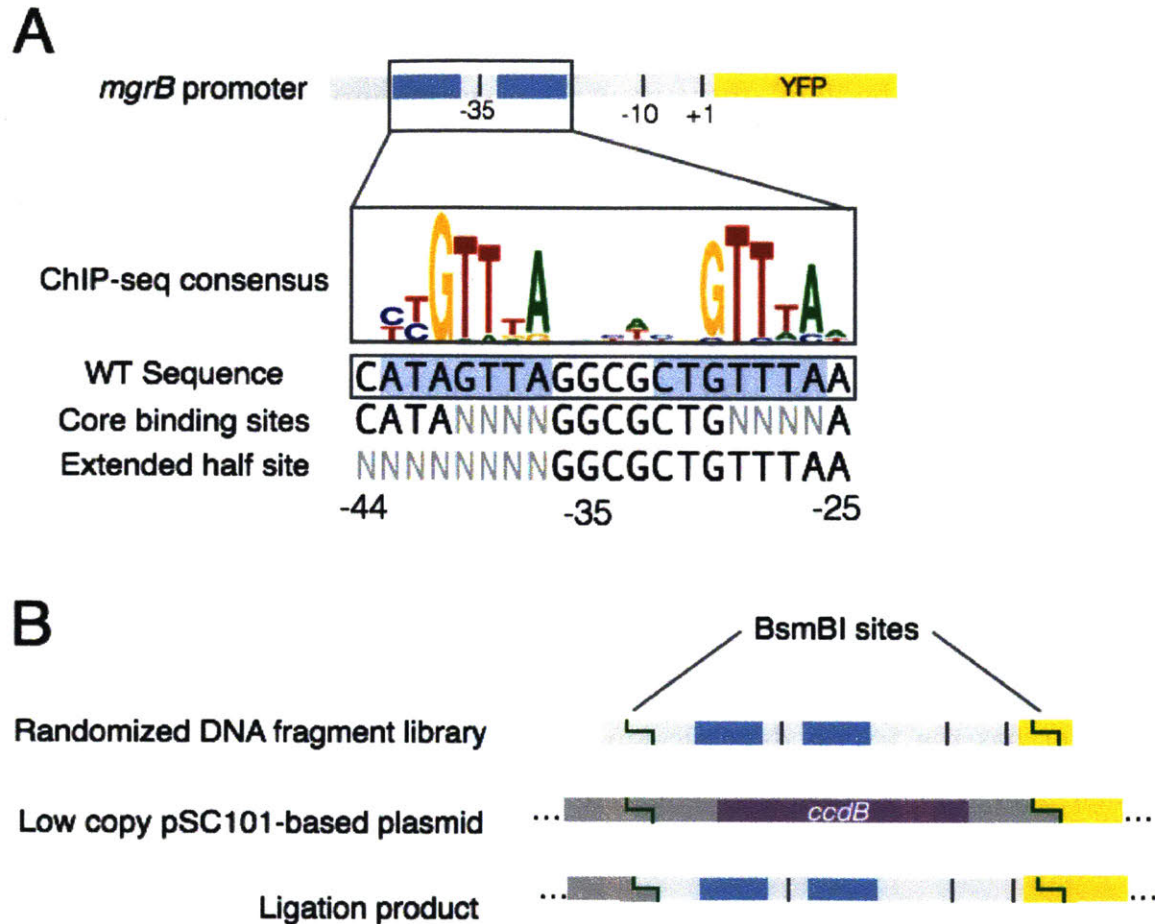 A
mgrB promoter
YFP
-35
-10
+1
ChIP-seq consensus
WT Sequence
CATAGTTAGGCGCTGTTTAA
Core binding sites
CATANNNNGGCGCTGNNNNA
Extended half site
NNNNNNNNGGCGCTGTTTAA
-44
-35
-25
B
BsmBI sites
Randomized DNA fragment library
Low copy pSC101-based plasmid
...
ccdB
...
Ligation product
...
...